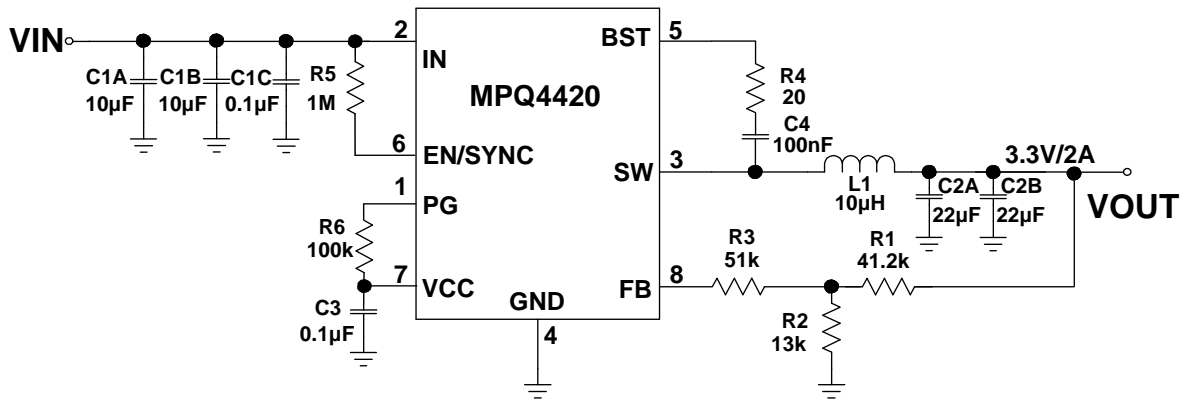 VIN
C1A
10µF
C1B
10µF
C1C
0.1µF
R5
1M
2
IN
MPQ4420
BST
5
R4
20
C4
100nF
6
EN/SYNC
SW
3
L1
10µH
3.3V/2A
C2A
22µF
C2B
22µF
VOUT
1
PG
R6
100k
7
VCC
C3
0.1µF
GND
4
FB
8
R3
51k
R1
41.2k
R2
13k